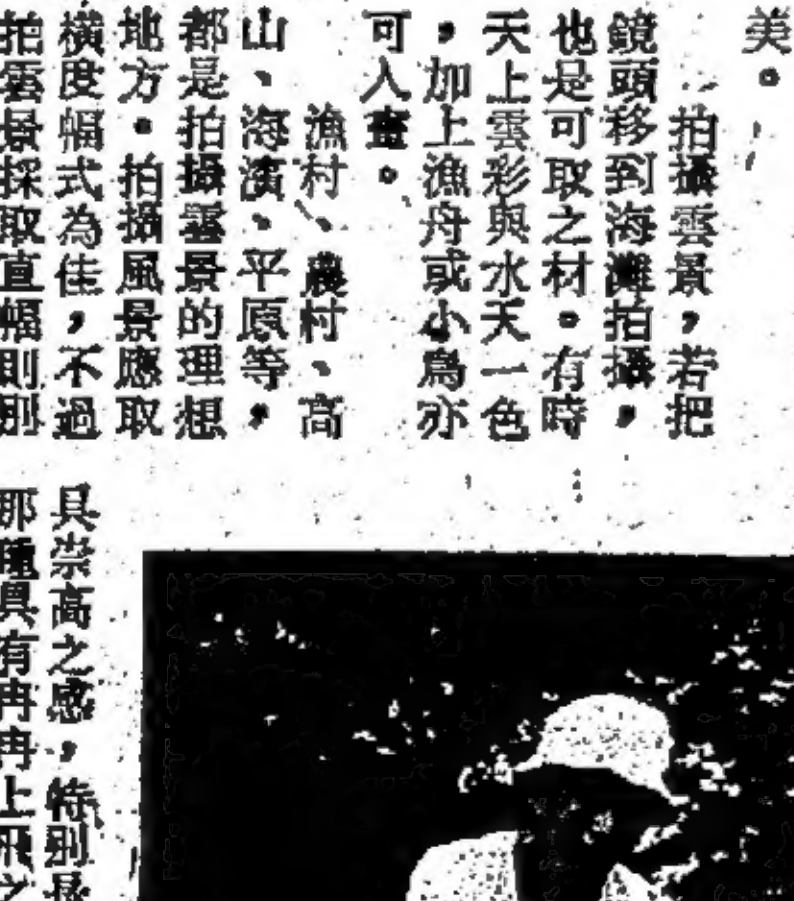 美。
拍攝雲景，若把
鏡頭移到海灘拍攝，
也是可取之材。有時
天上雲彩與水天一色
，加上漁舟或小鳥亦
可入畫。
漁村、農村、高
山、海濱、平原等，
都是拍攝雲景的理想
地方。拍攝風景應取
橫度幅式為佳，不過
拍雲景採取直幅則別
具崇高之感，特別是
那種具有冉冉上飛之